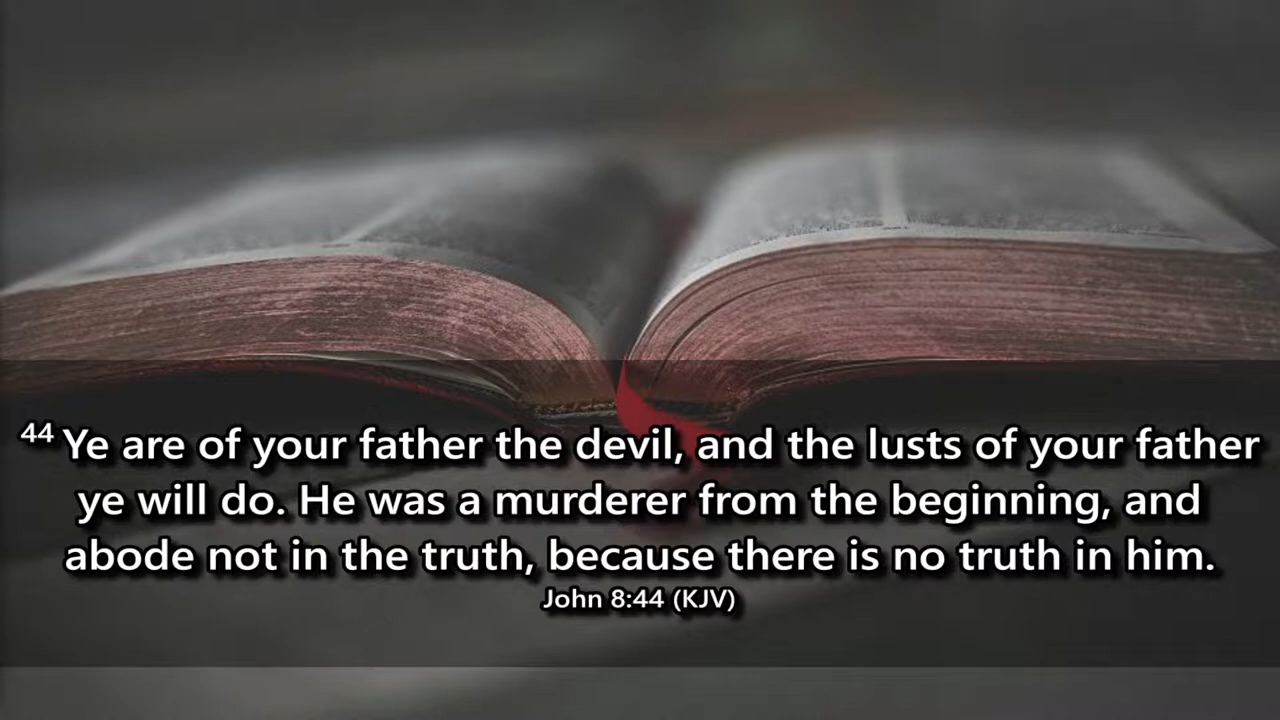 44 Ye are of your father the devil, and the lusts of your father
ye will do. He was a murderer from the beginning, and
abode not in the truth, because there is no truth in him.
John 8:44 (KJV)